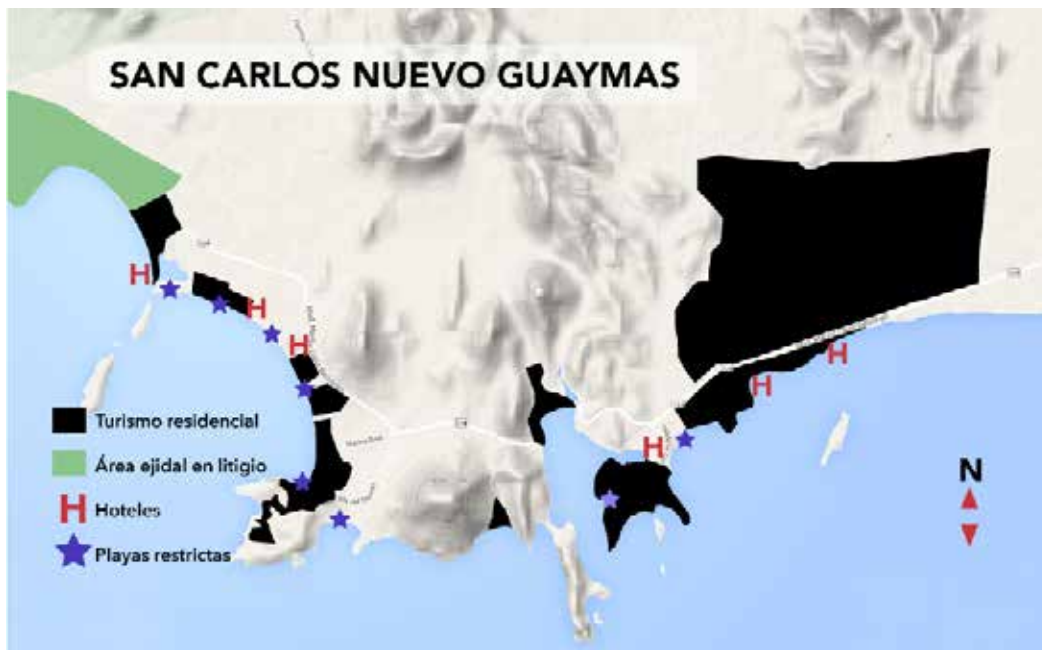 SAN CARLOS NUEVO GUAYMAS
H
H
H
H
H
H
Turismo residencial
Área ejidal en litigio
H Hoteles
Playas restrictas
N